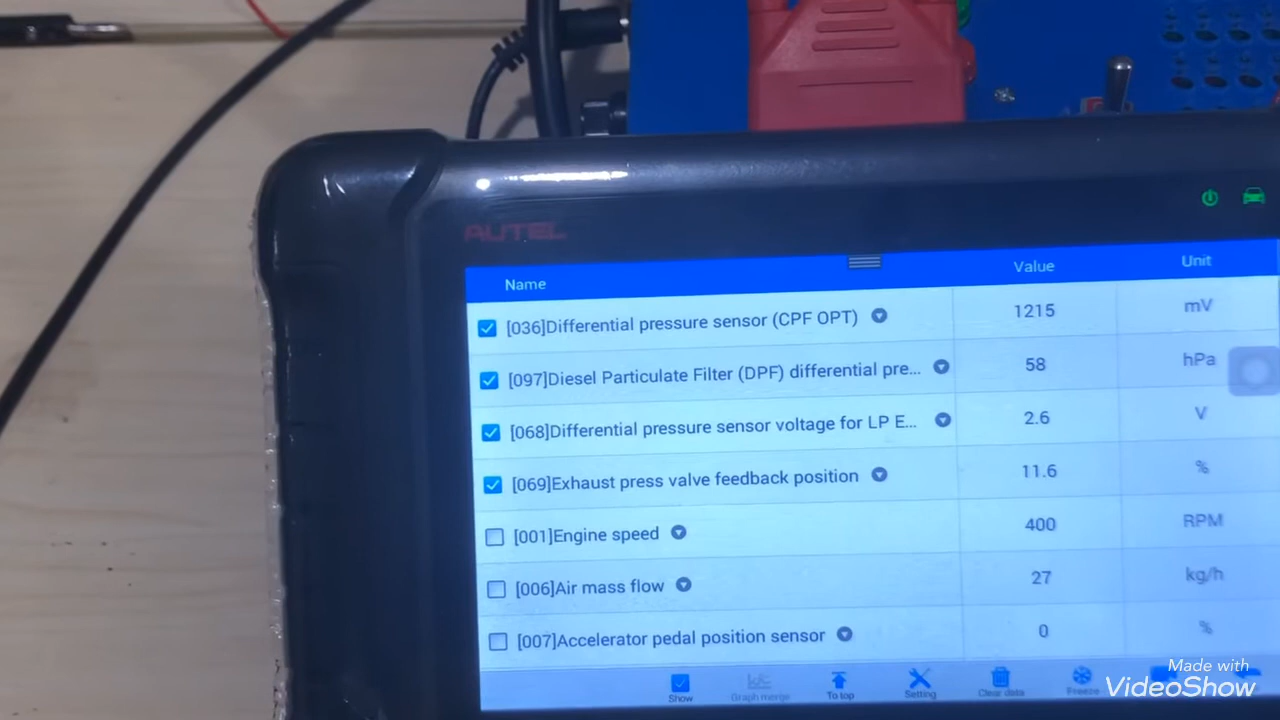 AUTEL
Name Value Unit
[036]Differential pressure sensor (CPF OPT) 1215 mV
[097]Diesel Particulate Filter (DPF) differential pre... 58 hPa
[068]Differential pressure sensor voltage for LP E... 2.6 V
[069]Exhaust press valve feedback position 11.6 %
[001]Engine speed 400 RPM
[006]Air mass flow 27 kg/h
[007]Accelerator pedal position sensor 0 %
Show Graph merge To top Setting Clear data Freeze
Made with
VideoShow